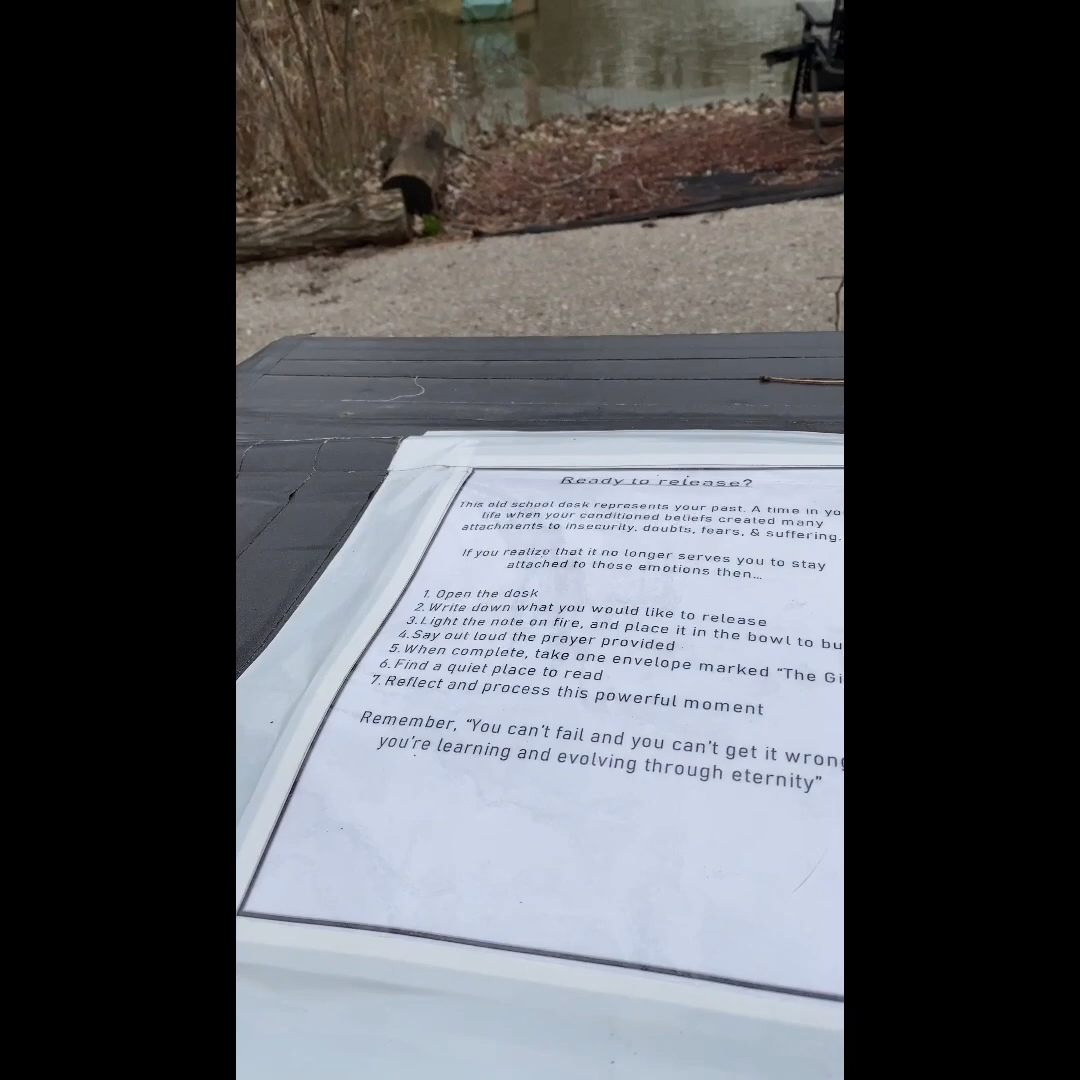 Ready to release?
This old school desk represents your past. A time in yo
life when your conditioned beliefs created many
attachments to insecurity, doubts, fears, & suffering.
If you realize that it no longer serves you to stay
attached to those emotions then...
1. Open the desk
2. Write down what you would like to release
3. Light the note on fire, and place it in the bowl to bu
4. Say out loud the prayer provided
5. When complete, take one envelope marked "The Gi
6. Find a quiet place to read
7. Reflect and process this powerful moment
Remember, "You can't fail and you can't get it wrong
you're learning and evolving through eternity"